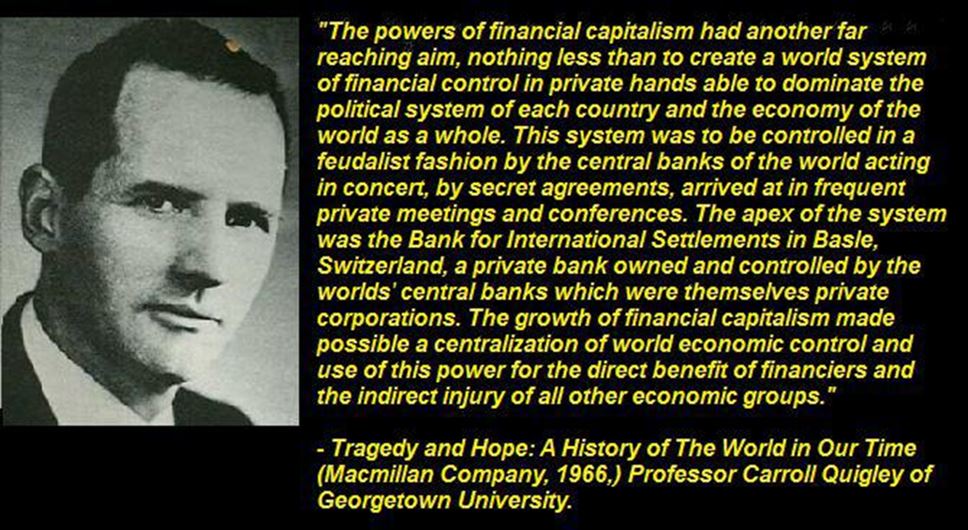 "The powers of financial capitalism had another far
reaching aim, nothing less than to create a world system
of financial control in private hands able to dominate the
political system of each country and the economy of the
world as a whole. This system was to be controlled in a
feudalist fashion by the central banks of the world acting
in concert, by secret agreements, arrived at in frequent
private meetings and conferences. The apex of the system
was the Bank for International Settlements in Basle,
Switzerland, a private bank owned and controlled by the
worlds' central banks which were themselves private
corporations. The growth of financial capitalism made
possible a centralization of world economic control and
use of this power for the direct benefit of financiers and
the indirect injury of all other economic groups."
- Tragedy and Hope: A History of The World in Our Time
(Macmillan Company, 1966,) Professor Carroll Quigley of
Georgetown University.